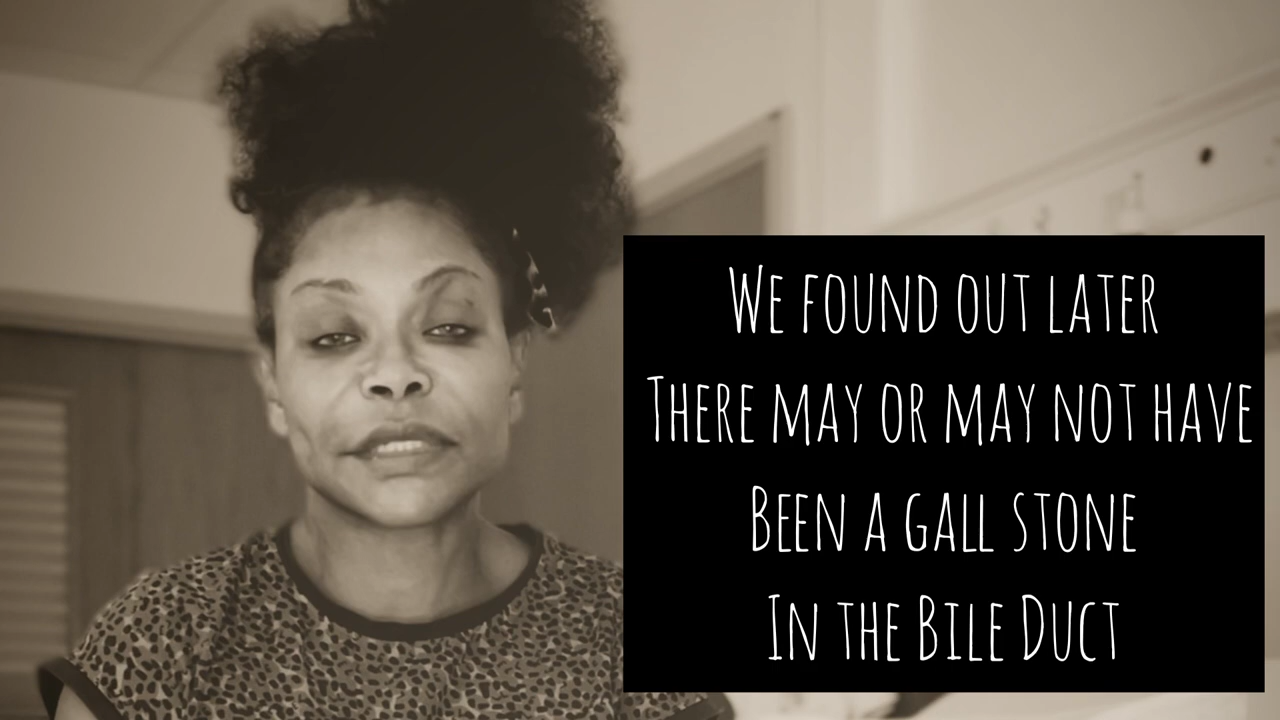 We found out later
There may or may not have
Been a gall stone
In the Bile Duct